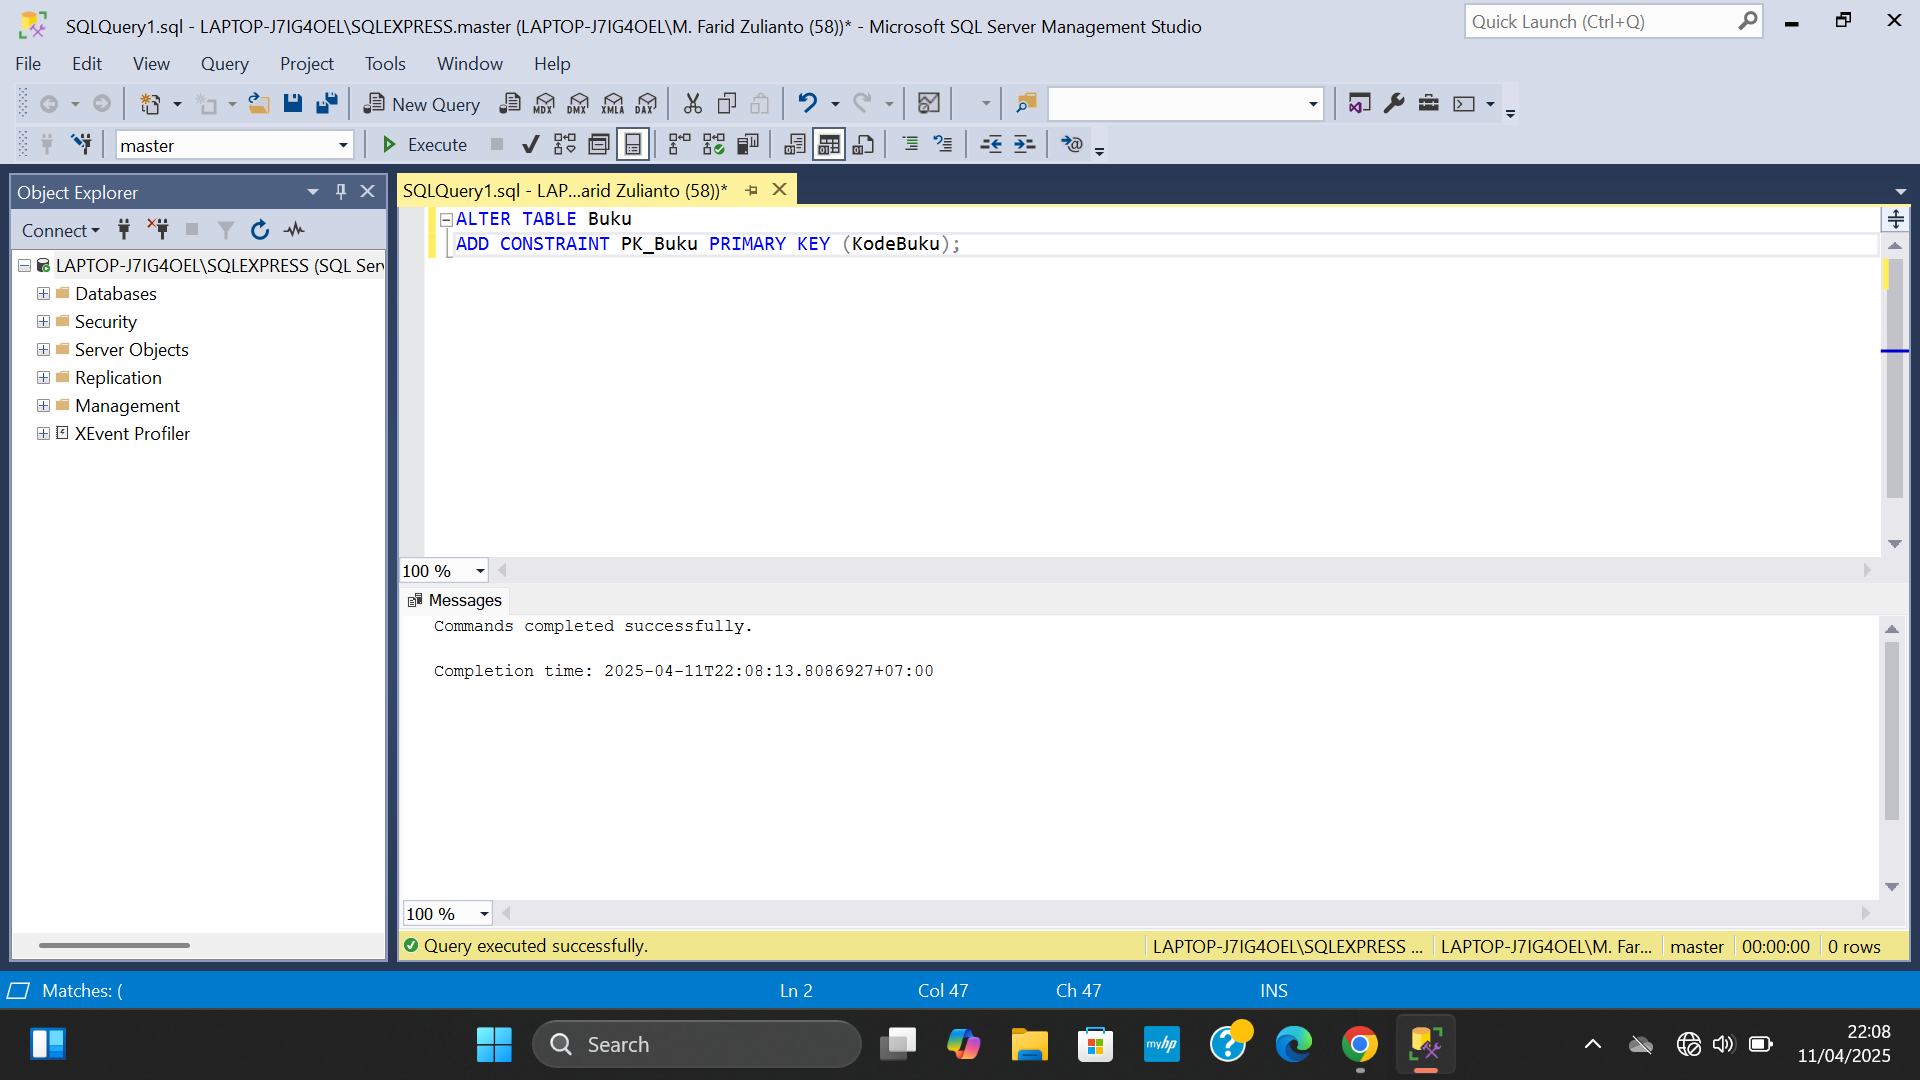 SQLQuery1.sql - LAPTOP-J7IG4OEL\SQLEXPRESS.master (LAPTOP-J7IG4OEL\M. Farid Zulianto (58))* - Microsoft SQL Server Management Studio
Quick Launch (Ctrl+Q)
File Edit View Query Project Tools Window Help
New Query MDX DMX XMLA DAX
master Execute
Object Explorer
SQLQuery1.sql - LAP...arid Zulianto (58))*
Connect
ALTER TABLE Buku
ADD CONSTRAINT PK_Buku PRIMARY KEY (KodeBuku);
LAPTOP-J7IG4OEL\SQLEXPRESS (SQL Ser
Databases
Security
Server Objects
Replication
Management
XEvent Profiler
100 %
Messages
Commands completed successfully.
Completion time: 2025-04-11T22:08:13.8086927+07:00
100 %
Query executed successfully. LAPTOP-J7IG4OEL\SQLEXPRESS ... LAPTOP-J7IG4OEL\M. Far... master 00:00:00 0 rows
Matches: ( Ln 2 Col 47 Ch 47 INS
Search
myhp
22:08
11/04/2025